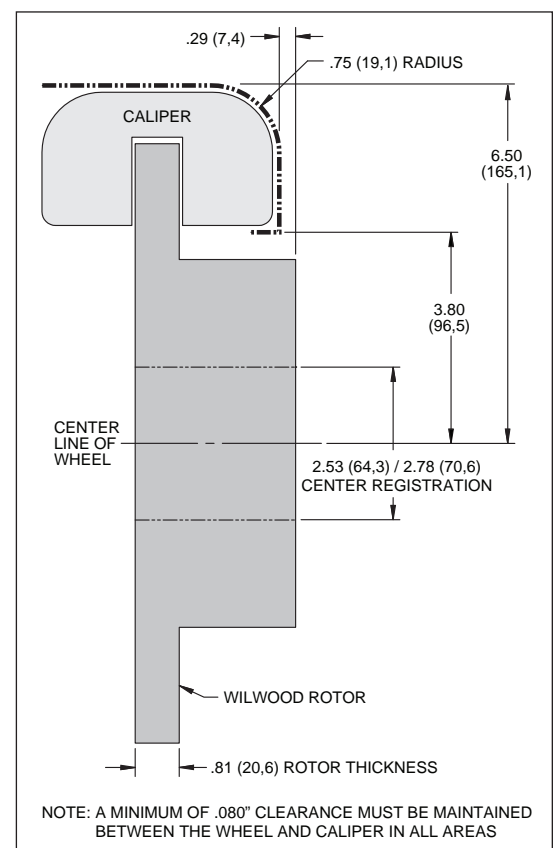 .29 (7,4)
.75 (19,1) RADIUS
CALIPER
6.50
(165,1)
3.80
(96,5)
CENTER
LINE OF
WHEEL
2.53 (64,3) / 2.78 (70,6)
CENTER REGISTRATION
WILWOOD ROTOR
.81 (20,6) ROTOR THICKNESS
NOTE: A MINIMUM OF .080" CLEARANCE MUST BE MAINTAINED
BETWEEN THE WHEEL AND CALIPER IN ALL AREAS